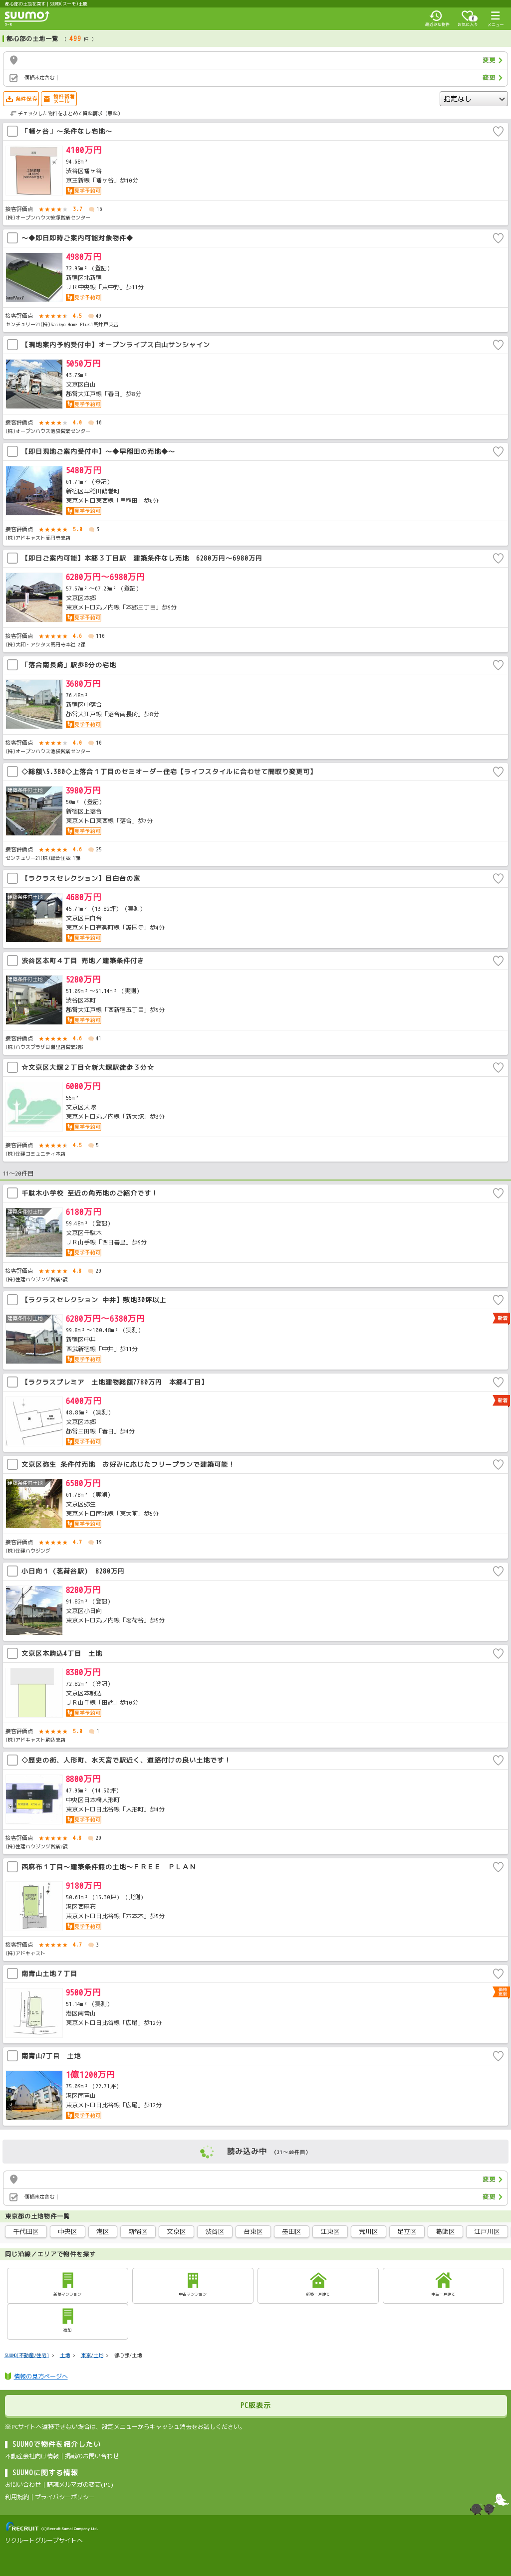 都心部の土地を探す｜SUUMO(スーモ)土地
suumo
最近みた物件
お気に入り
メニュー
都心部の土地一覧 （ 499 件 ）
変更
価格未定含む｜
変更
条件保存
物件新着メール
指定なし
チェックした物件をまとめて資料請求（無料）
「幡ヶ谷」～条件なし宅地～
4100万円
94.68m²
渋谷区幡ヶ谷
京王新線「幡ヶ谷」歩10分
見学予約可
接客評価点 ★★★★★ 3.7 18
(株)オープンハウス荻窪営業センター
～◆即日即時ご案内可能対象物件◆
4980万円
72.95m²（登記）
新宿区北新宿
ＪＲ中央線「東中野」歩11分
見学予約可
接客評価点 ★★★★★ 4.5 49
センチュリー21(株)Saikyo Home Plus1高井戸支店
【現地案内予約受付中】オープンライブス白山サンシャイン
5050万円
43.75m²
文京区白山
都営大江戸線「春日」歩8分
見学予約可
接客評価点 ★★★★★ 4.0 10
(株)オープンハウス池袋営業センター
【即日現地ご案内受付中】～◆早稲田の売地◆～
5480万円
61.71m²（登記）
新宿区早稲田鶴巻町
東京メトロ東西線「早稲田」歩6分
見学予約可
接客評価点 ★★★★★ 5.0 3
(株)アドキャスト高円寺支店
【即日ご案内可能】本郷３丁目駅 建築条件なし売地 6280万円～6980万円
6280万円～6980万円
57.57m²～67.29m²（登記）
文京区本郷
東京メトロ丸ノ内線「本郷三丁目」歩9分
見学予約可
接客評価点 ★★★★★ 4.6 110
(株)大和・アクタス高円寺本社 2課
「落合南長崎」駅歩8分の宅地
3680万円
76.48m²
新宿区中落合
都営大江戸線「落合南長崎」歩8分
見学予約可
接客評価点 ★★★★★ 4.0 10
(株)オープンハウス池袋営業センター
◇総額\5,380◇上落合１丁目のセミオーダー住宅【ライフスタイルに合わせて間取り変更可】
建築条件付土地
3980万円
50m²（登記）
新宿区上落合
東京メトロ東西線「落合」歩7分
見学予約可
接客評価点 ★★★★★ 4.6 25
センチュリー21(株)総合住販 1課
【ラクラスセレクション】目白台の家
建築条件付土地
4680万円
45.71m²（13.82坪）（実測）
文京区目白台
東京メトロ有楽町線「護国寺」歩4分
見学予約可
渋谷区本町４丁目 売地／建築条件付き
建築条件付土地
5280万円
51.09m²～51.14m²（実測）
渋谷区本町
都営大江戸線「西新宿五丁目」歩9分
見学予約可
接客評価点 ★★★★★ 4.6 41
(株)ハウスプラザ日暮里店営業2部
☆文京区大塚２丁目☆新大塚駅徒歩３分☆
6000万円
55m²
文京区大塚
東京メトロ丸ノ内線「新大塚」歩3分
見学予約可
接客評価点 ★★★★★ 4.5 5
(株)住建コミュニティ本店
11～20件目
千駄木小学校 至近の角売地のご紹介です！
建築条件付土地
6180万円
59.48m²（登記）
文京区千駄木
ＪＲ山手線「西日暮里」歩9分
見学予約可
接客評価点 ★★★★★ 4.8 29
(株)住建ハウジング営業1課
【ラクラスセレクション 中井】敷地30坪以上
新着
建築条件付土地
6280万円～6380万円
99.8m²～100.48m²（実測）
新宿区中井
西武新宿線「中井」歩11分
見学予約可
【ラクラスプレミア 土地建物総額7780万円 本郷4丁目】
新着
6400万円
48.86m²（実測）
文京区本郷
都営三田線「春日」歩4分
見学予約可
文京区弥生 条件付売地 お好みに応じたフリープランで建築可能！
建築条件付土地
6580万円
61.78m²（実測）
文京区弥生
東京メトロ南北線「東大前」歩5分
見学予約可
接客評価点 ★★★★★ 4.7 19
(株)住建ハウジング
小日向１（茗荷谷駅） 8280万円
8280万円
91.82m²（登記）
文京区小日向
東京メトロ丸ノ内線「茗荷谷」歩5分
文京区本駒込4丁目 土地
8380万円
72.82m²（登記）
文京区本駒込
ＪＲ山手線「田端」歩10分
見学予約可
接客評価点 ★★★★★ 5.0 1
(株)アドキャスト駒込支店
◇歴史の街、人形町、水天宮で駅近く、道路付けの良い土地です！
8800万円
47.96m²（14.50坪）
中央区日本橋人形町
東京メトロ日比谷線「人形町」歩4分
見学予約可
接客評価点 ★★★★★ 4.8 29
(株)住建ハウジング営業2課
西麻布１丁目～建築条件無の土地～ＦＲＥＥ ＰＬＡＮ
9180万円
50.61m²（15.30坪）（実測）
港区西麻布
東京メトロ日比谷線「六本木」歩5分
見学予約可
接客評価点 ★★★★★ 4.7 3
(株)アドキャスト
南青山土地７丁目
9500万円
51.14m²（実測）
港区南青山
東京メトロ日比谷線「広尾」歩12分
南青山7丁目 土地
1億1200万円
75.09m²（22.71坪）
港区南青山
東京メトロ日比谷線「広尾」歩12分
見学予約可
読み込み中 （21～40件目）
変更
価格未定含む｜
変更
東京都の土地物件一覧
千代田区
中央区
港区
新宿区
文京区
渋谷区
台東区
墨田区
江東区
荒川区
足立区
葛飾区
江戸川区
同じ沿線／エリアで物件を探す
新築マンション
中古マンション
新築一戸建て
中古一戸建て
売却
SUUMO(不動産/住宅) ＞ 土地 ＞ 東京/土地 ＞ 都心部/土地
情報の見方ページへ
PC版表示
※PCサイトへ遷移できない場合は、設定メニューからキャッシュ消去をお試しください。
SUUMOで物件を紹介したい
不動産会社向け情報｜掲載のお問い合わせ
SUUMOに関する情報
お問い合わせ｜購読メルマガの変更(PC)
利用規約｜プライバシーポリシー
RECRUIT (C)Recruit Sumai Company Ltd.
リクルートグループサイトへ